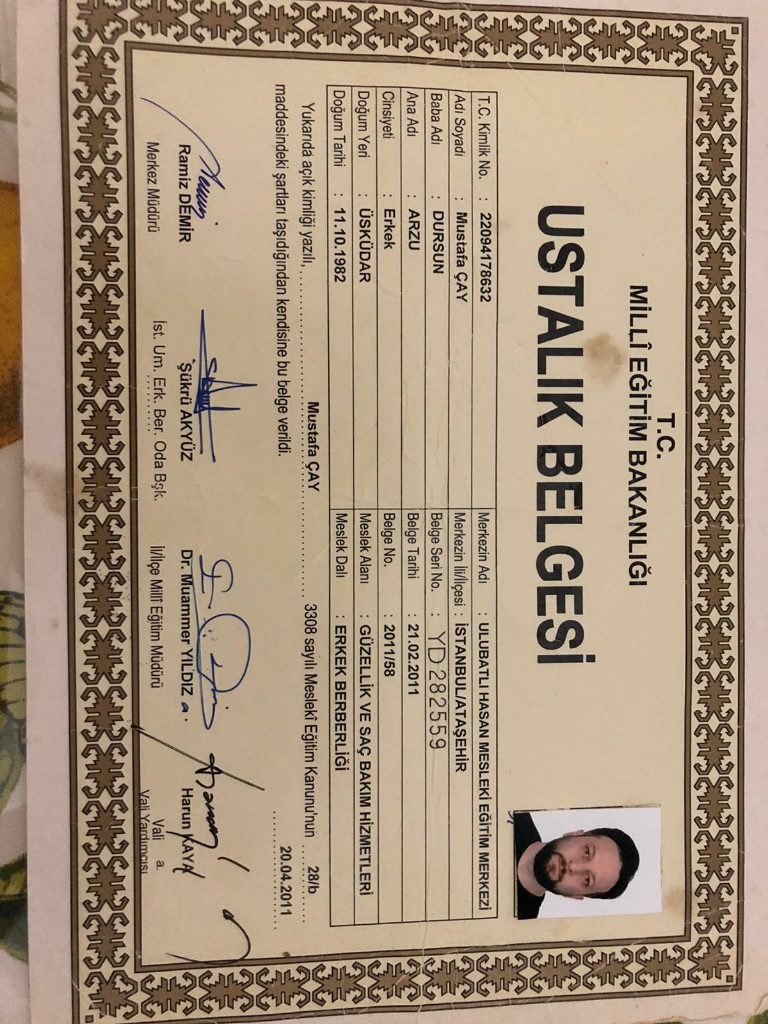 T.C.
MİLLÎ EĞİTİM BAKANLIĞI
USTALIK BELGESİ
T.C. Kimlik No. : 22094178632
Adı Soyadı : Mustafa ÇAY
Baba Adı : DURSUN
Ana Adı : ARZU
Cinsiyeti : Erkek
Doğum Yeri : ÜSKÜDAR
Doğum Tarihi : 11.10.1982
Merkezin Adı : ULUBATLI HASAN MESLEKİ EĞİTİM MERKEZİ
Merkezin İli/İlçesi : İSTANBUL/ATAŞEHİR
Belge Seri No. : YD 282559
Belge Tarihi : 21.02.2011
Belge No. : 2011/58
Meslek Alanı : GÜZELLİK VE SAÇ BAKIM HİZMETLERİ
Meslek Dalı : ERKEK BERBERLİĞİ
Yukarıda açık kimliği yazılı, Mustafa ÇAY 3308 sayılı Meslekî Eğitim Kanunu'nun 28/b
maddesindeki şartları taşıdığından kendisine bu belge verildi.
20.04.2011
Ramiz DEMİR
Merkez Müdürü
Şükrü AKYÜZ
İst. Um. Erk. Ber. Oda Bşk.
Dr. Muammer YILDIZ a.
İl/İlçe Millî Eğitim Müdürü
Harun KAYA
Vali a.
Vali Yardımcısı